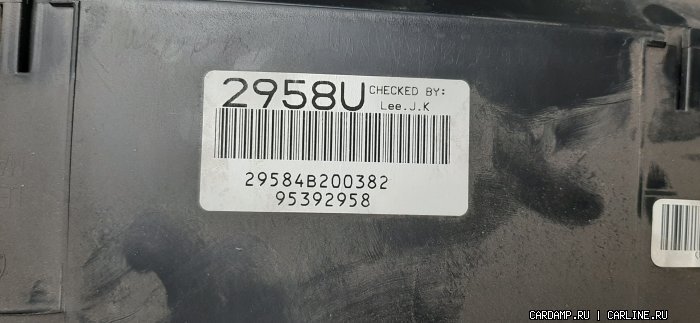 2958U CHECKED BY:
Lee.J.K
29584B200382
95392958
CARDAMP.RU | CARLINE.RU